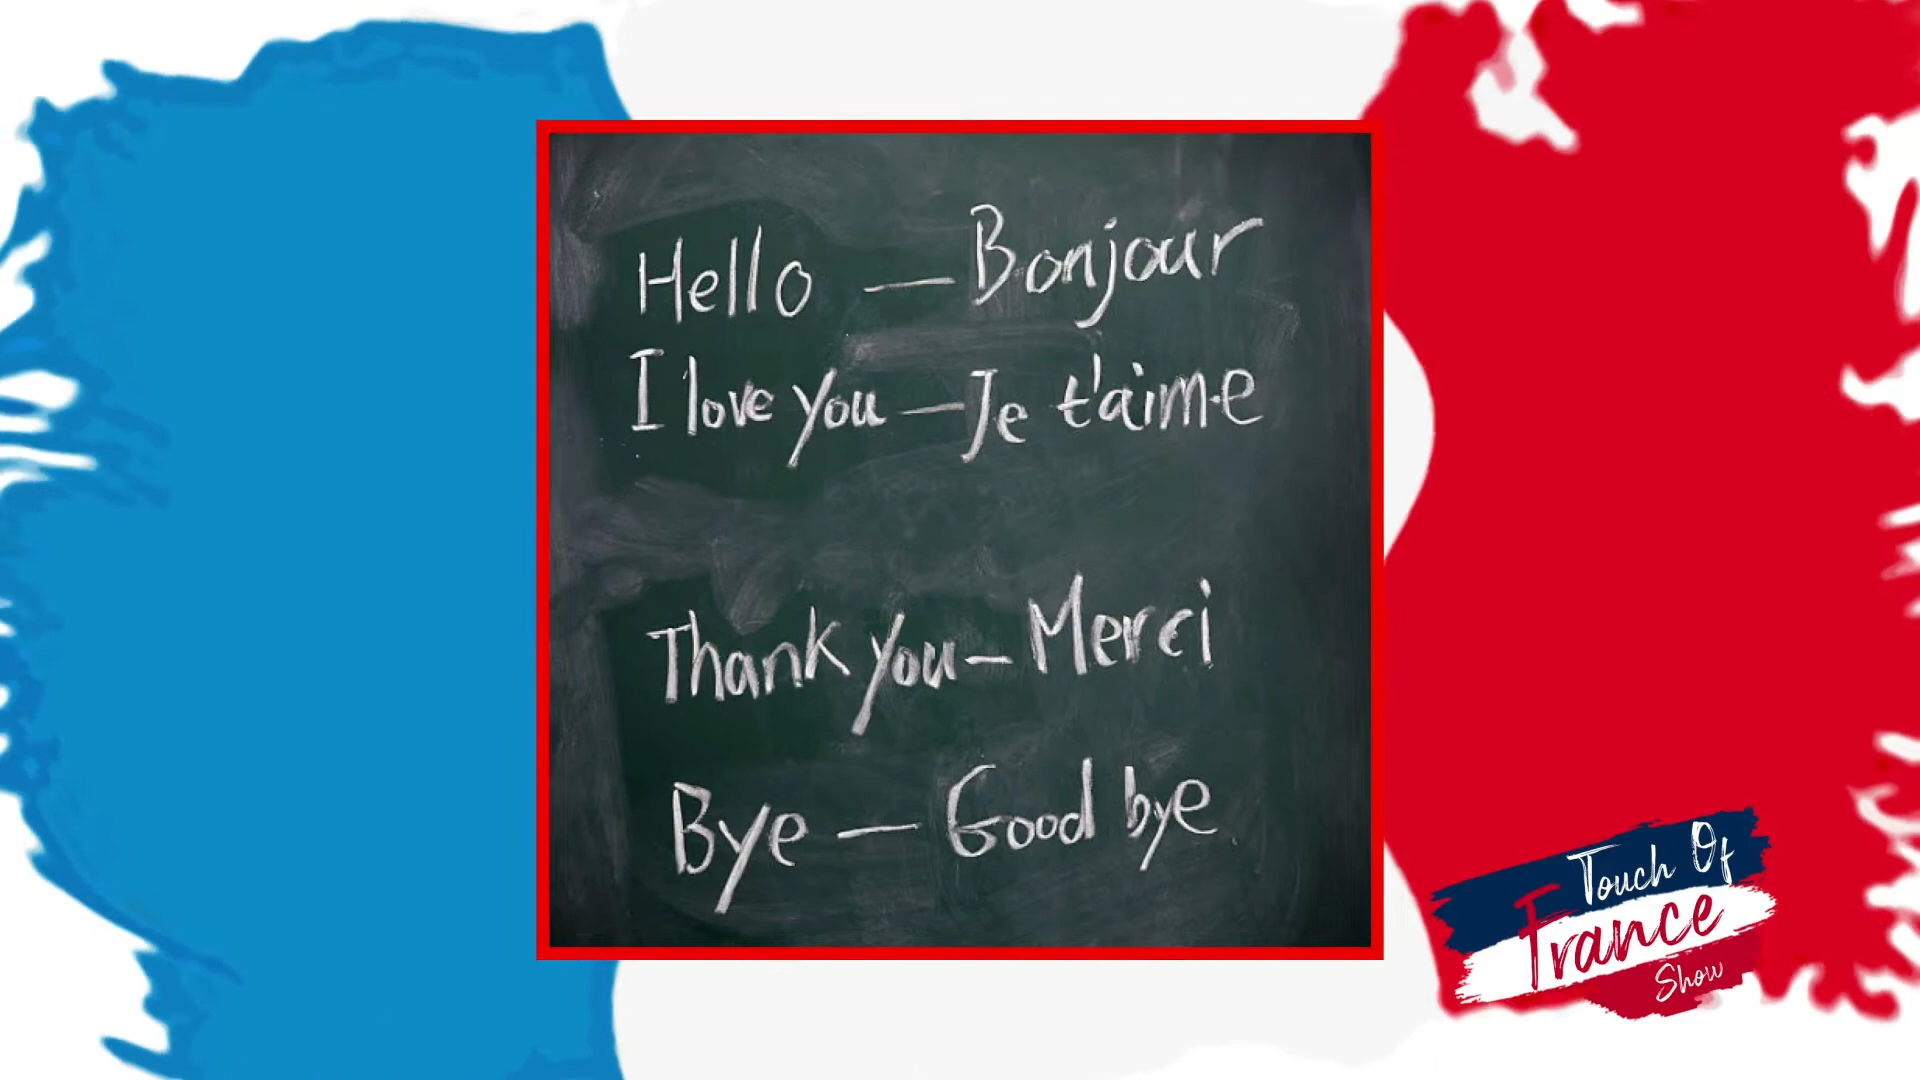 Hello — Bonjour
I love you — Je t'aime
Thank you — Merci
Bye — Good bye
Touch Of
France
Show